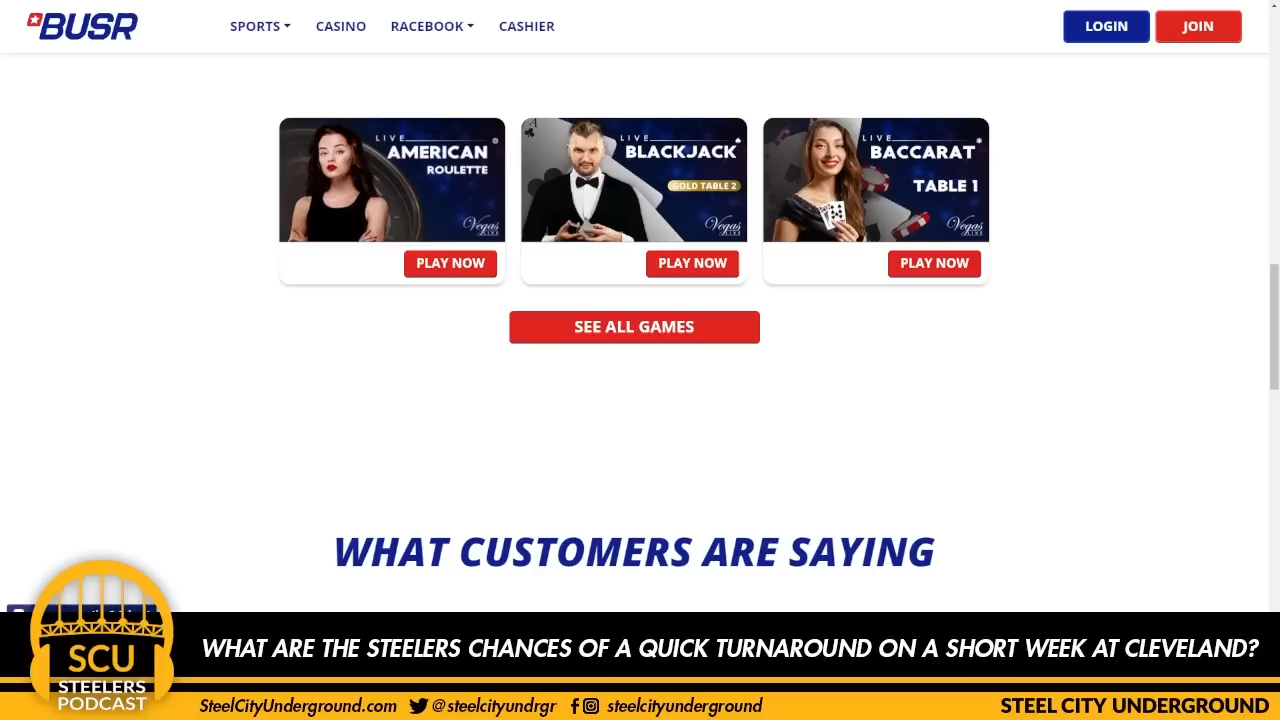 BUSR
SPORTS CASINO RACEBOOK CASHIER
LOGIN JOIN
LIVE
AMERICAN
ROULETTE
Vegas
LIVE
PLAY NOW
LIVE
BLACKJACK
GOLD TABLE 2
Vegas
LIVE
PLAY NOW
LIVE
BACCARAT
TABLE 1
Vegas
LIVE
PLAY NOW
SEE ALL GAMES
WHAT CUSTOMERS ARE SAYING
SCU
STEELERS
PODCAST
WHAT ARE THE STEELERS CHANCES OF A QUICK TURNAROUND ON A SHORT WEEK AT CLEVELAND?
SteelCityUnderground.com @steelcityundrgr steelcityunderground
STEEL CITY UNDERGROUND